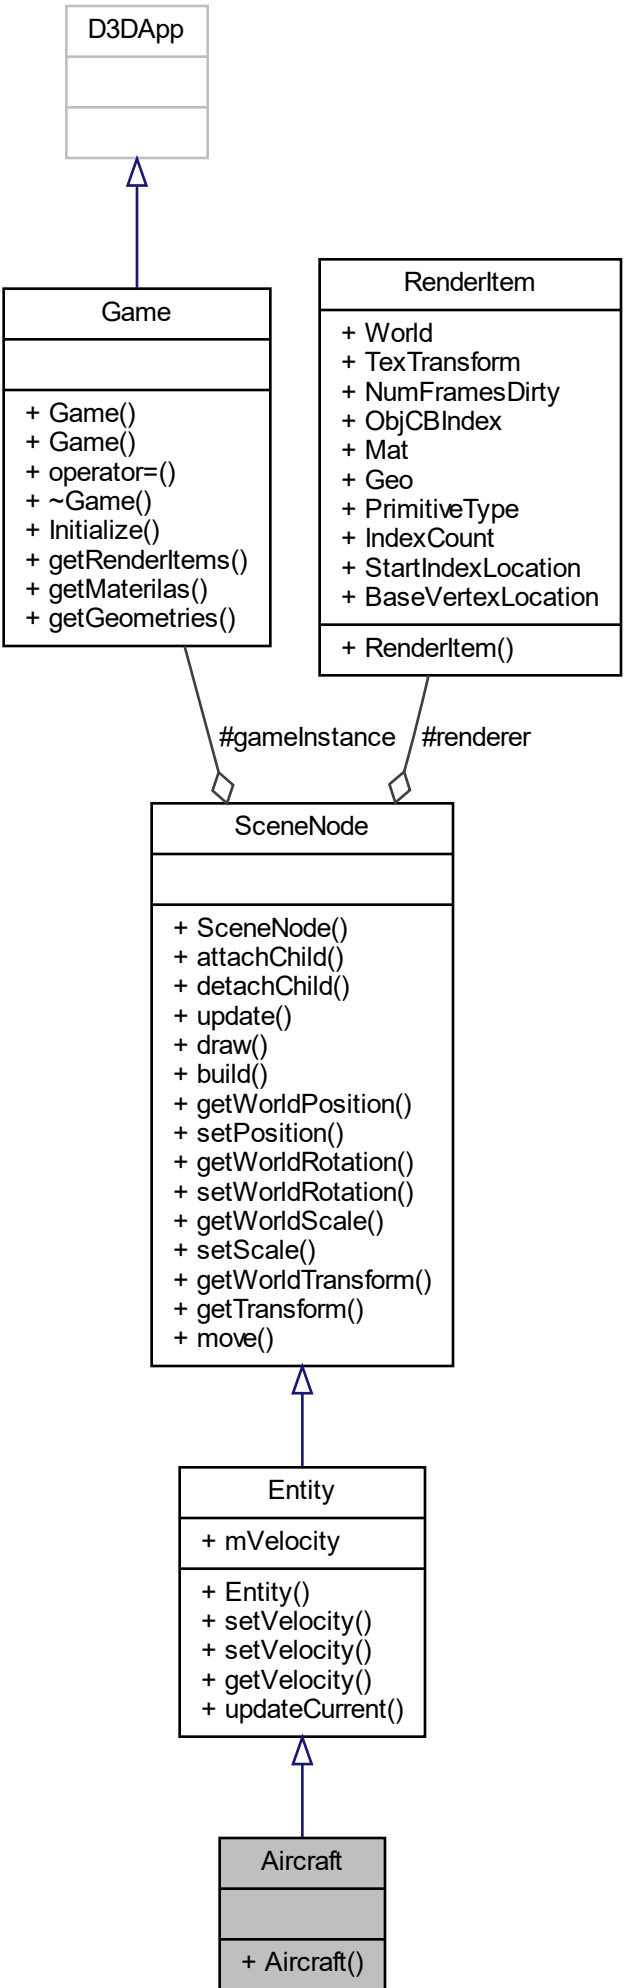 D3DApp
Game
+ Game()
+ Game()
+ operator=()
+ ~Game()
+ Initialize()
+ getRenderItems()
+ getMaterilas()
+ getGeometries()
RenderItem
+ World
+ TexTransform
+ NumFramesDirty
+ ObjCBIndex
+ Mat
+ Geo
+ PrimitiveType
+ IndexCount
+ StartIndexLocation
+ BaseVertexLocation
+ RenderItem()
#gameInstance
#renderer
SceneNode
+ SceneNode()
+ attachChild()
+ detachChild()
+ update()
+ draw()
+ build()
+ getWorldPosition()
+ setPosition()
+ getWorldRotation()
+ setWorldRotation()
+ getWorldScale()
+ setScale()
+ getWorldTransform()
+ getTransform()
+ move()
Entity
+ mVelocity
+ Entity()
+ setVelocity()
+ setVelocity()
+ getVelocity()
+ updateCurrent()
Aircraft
+ Aircraft()